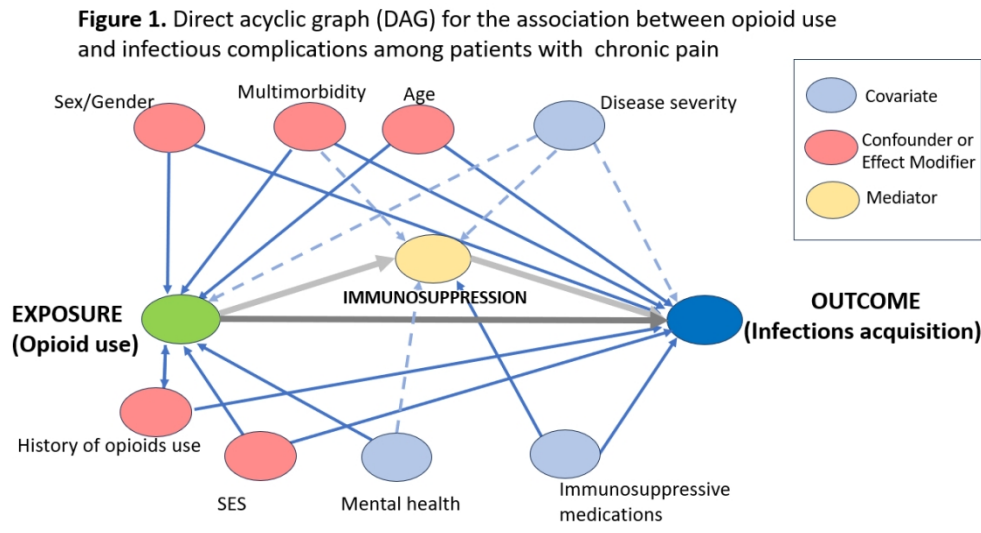 Figure 1. Direct acyclic graph (DAG) for the association between opioid use
and infectious complications among patients with chronic pain
Sex/Gender
Multimorbidity
Age
Disease severity
Covariate
Confounder or
Effect Modifier
Mediator
IMMUNOSUPPRESSION
EXPOSURE
(Opioid use)
OUTCOME
(Infections acquisition)
History of opioids use
SES
Mental health
Immunosuppressive
medications